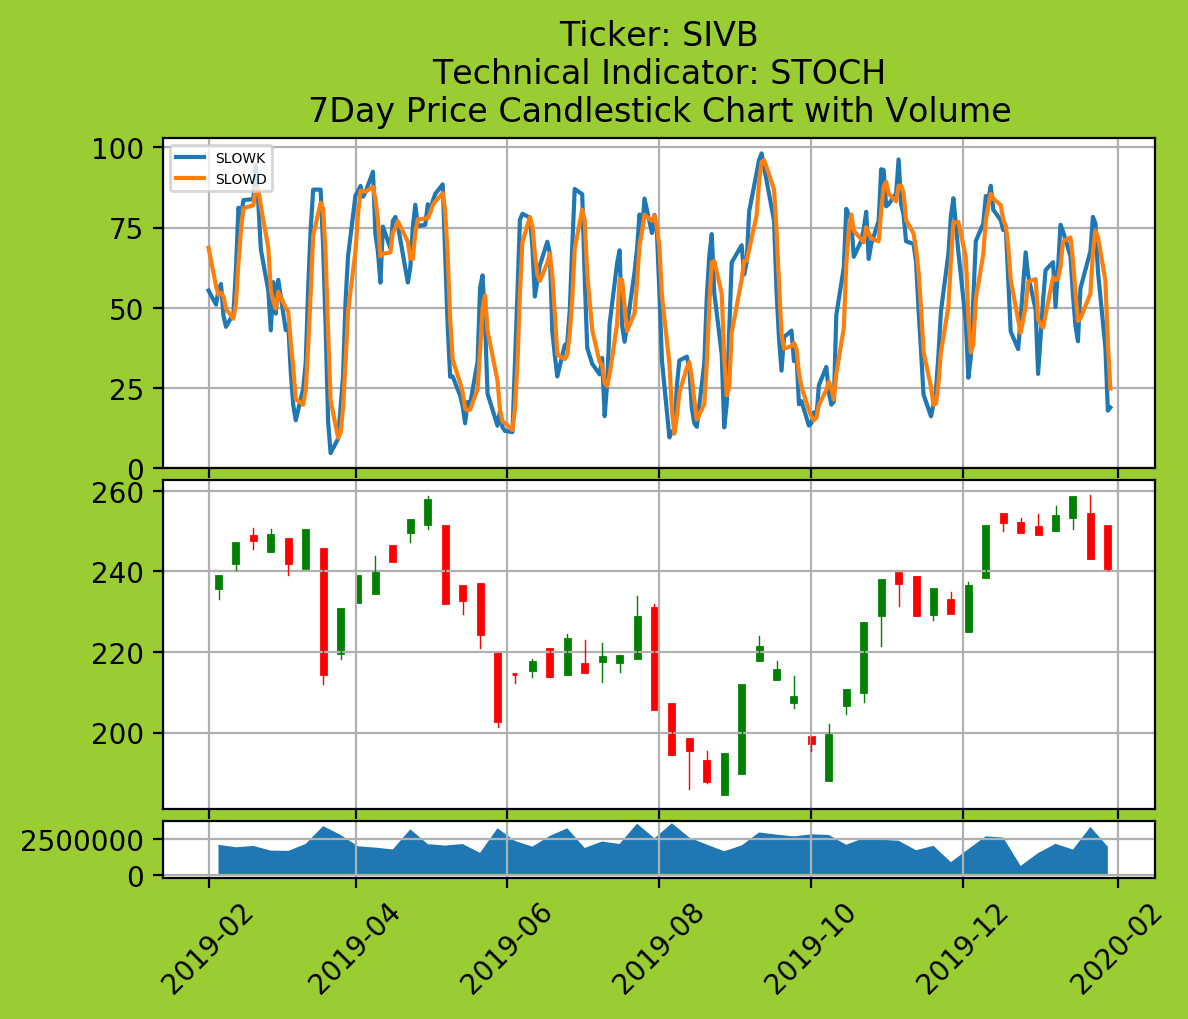 Ticker: SIVB
Technical Indicator: STOCH
7Day Price Candlestick Chart with Volume
100
SLOWK
SLOWD
75
50
25
0
260
240
220
200
2500000
0
2019-02 2019-04 2019-06 2019-08 2019-10 2019-12 2020-02